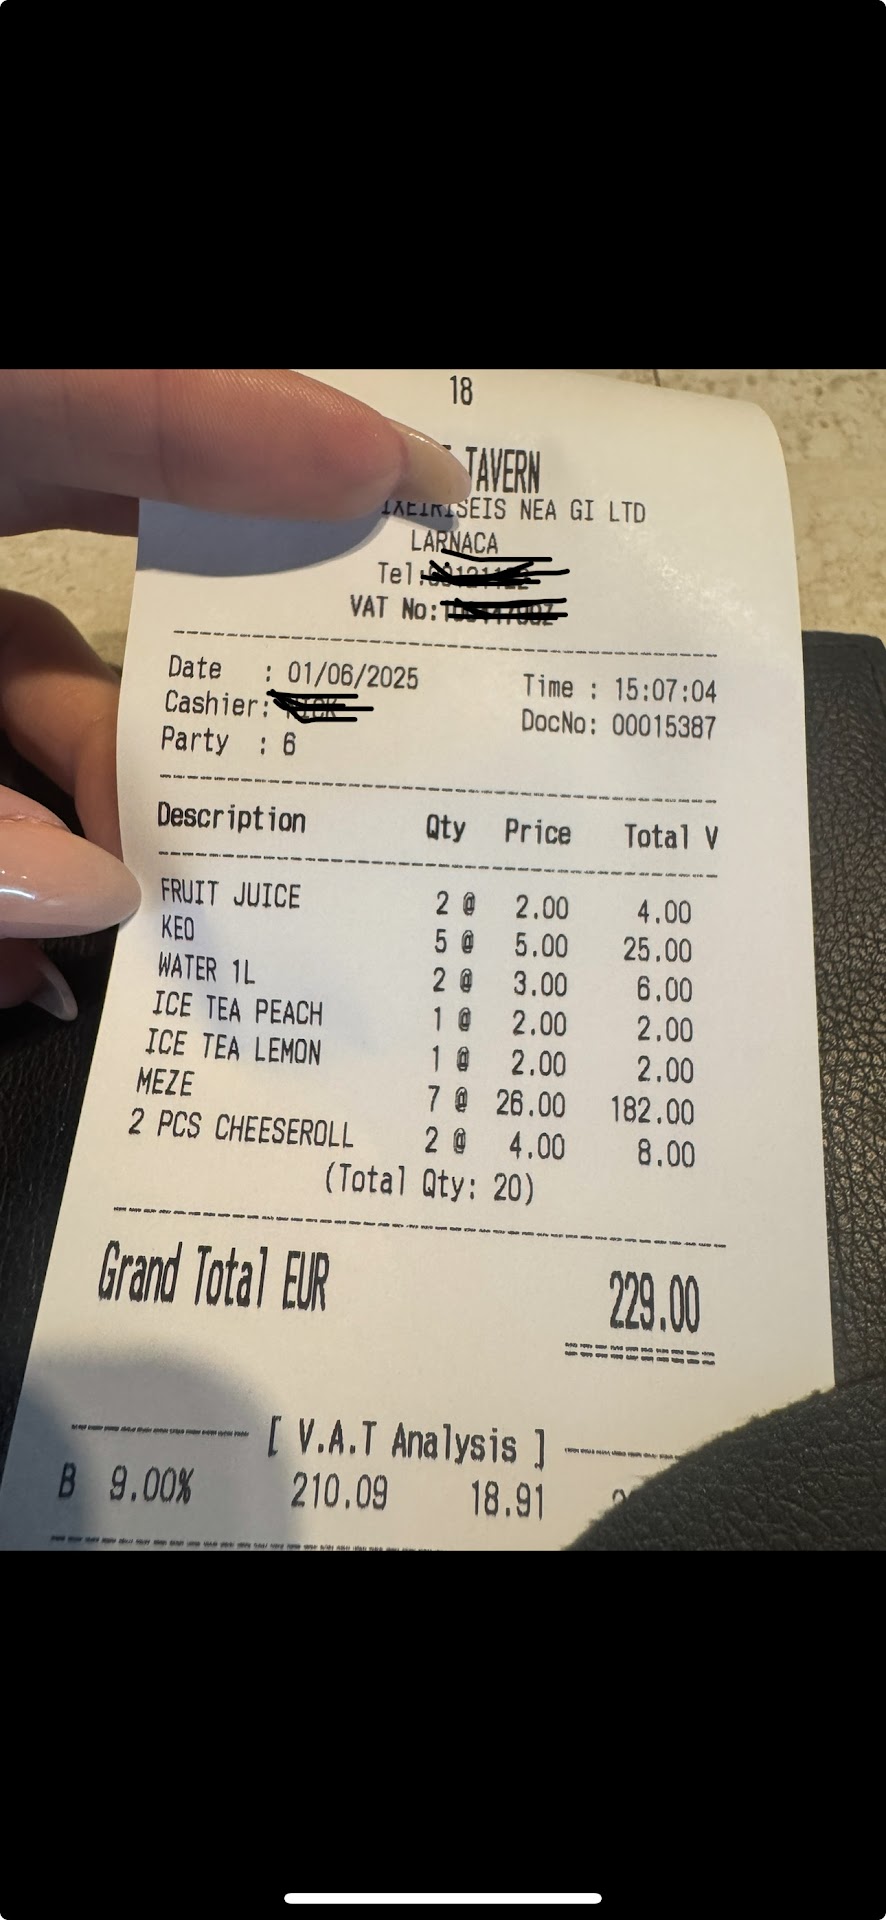 18
TAVERN
IXEIRISEIS NEA GI LTD
LARNACA
Tel:
VAT No:
Date : 01/06/2025 Time : 15:07:04
Cashier: DocNo: 00015387
Party : 6
Description Qty Price Total V
FRUIT JUICE 2 @ 2.00 4.00
KEO 5 @ 5.00 25.00
WATER 1L 2 @ 3.00 6.00
ICE TEA PEACH 1 @ 2.00 2.00
ICE TEA LEMON 1 @ 2.00 2.00
MEZE 7 @ 26.00 182.00
2 PCS CHEESEROLL 2 @ 4.00 8.00
(Total Qty: 20)
Grand Total EUR 229.00
[ V.A.T Analysis ]
B 9.00% 210.09 18.91